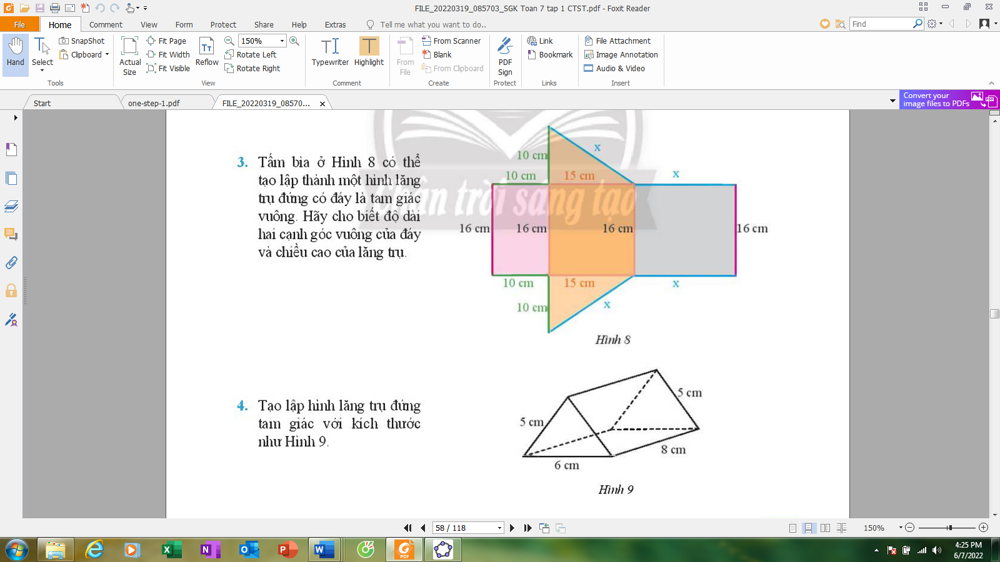 FILE_20220319_085703_SGK Toan 7 tap 1 CTST.pdf - Foxit Reader
File Home Comment View Form Protect Share Help Extras Tell me what you want to do.. Find
Hand
Select
SnapShot
Clipboard
Tools
Actual Size
Fit Page
Fit Width
Fit Visible
Reflow
150%
Rotate Left
Rotate Right
View
Typewriter
Highlight
Comment
From File
From Scanner
Blank
From Clipboard
Create
PDF Sign
Protect
Link
Bookmark
Links
File Attachment
Image Annotation
Audio & Video
Insert
Start one-step-1.pdf FILE_20220319_08570...
Convert your
image files to PDFs
3. Tấm bìa ở Hình 8 có thể
tạo lập thành một hình lăng
trụ đứng có đáy là tam giác
vuông. Hãy cho biết độ dài
hai cạnh góc vuông của đáy
và chiều cao của lăng trụ.
Chân trời sáng tạo
10 cm x
10 cm 15 cm x
16 cm 16 cm 16 cm 16 cm
10 cm 15 cm x
10 cm x
Hình 8
4. Tạo lập hình lăng trụ đứng
tam giác với kích thước
như Hình 9.
5 cm
5 cm
8 cm
6 cm
Hình 9
58 / 118
150%
4:25 PM
6/7/2022